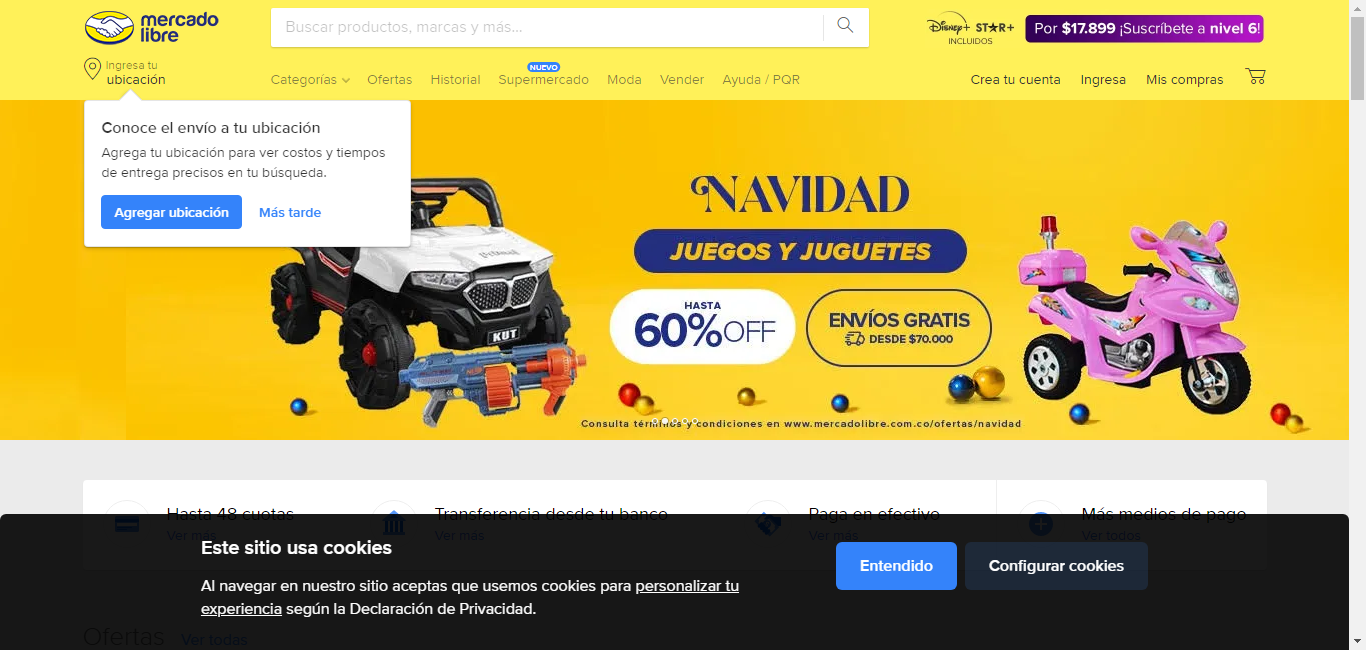 mercado
libre
Buscar productos, marcas y más...
Disney+ STAR+
INCLUIDOS
Por $17.899 ¡Suscríbete a nivel 6!
Ingresa tu
ubicación
Categorías
Ofertas
Historial
NUEVO
Supermercado
Moda
Vender
Ayuda / PQR
Crea tu cuenta
Ingresa
Mis compras
Conoce el envío a tu ubicación
Agrega tu ubicación para ver costos y tiempos
de entrega precisos en tu búsqueda.
Agregar ubicación
Más tarde
NAVIDAD
JUEGOS Y JUGUETES
HASTA
60%OFF
ENVÍOS GRATIS
DESDE $70.000
KUT
Consulta términos y condiciones en www.mercadolibre.com.co/ofertas/navidad
Hasta 48 cuotas
Ver más
Transferencia desde tu banco
Ver más
Paga en efectivo
Ver más
Más medios de pago
Ver todos
Este sitio usa cookies
Al navegar en nuestro sitio aceptas que usemos cookies para personalizar tu
experiencia según la Declaración de Privacidad.
Entendido
Configurar cookies
Ofertas
Ver todas